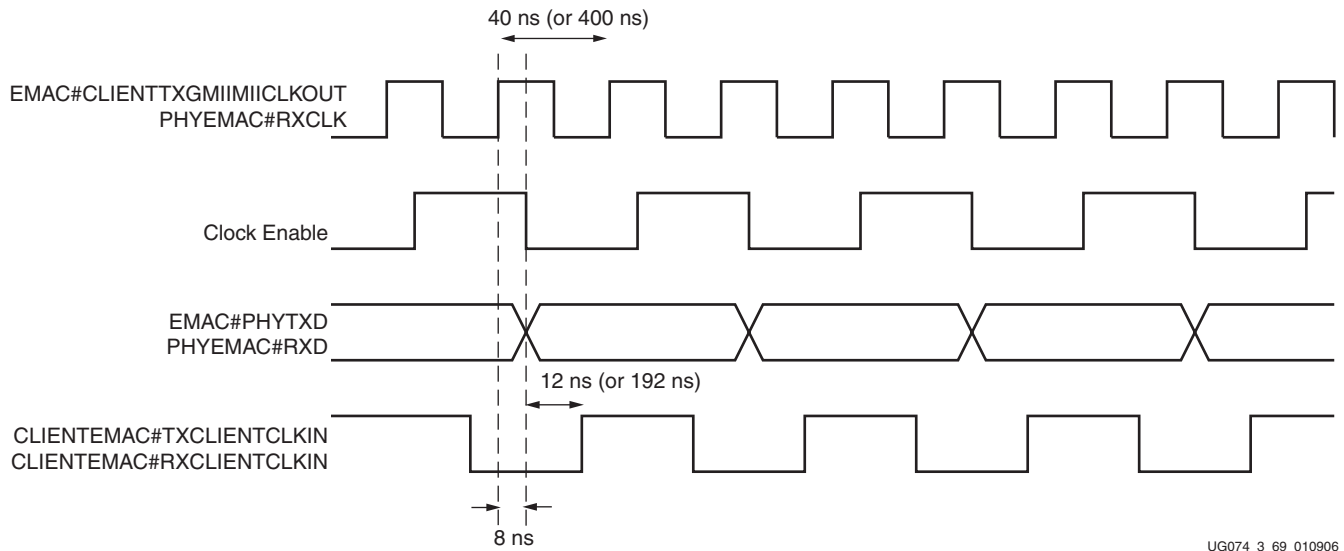 40 ns (or 400 ns)
EMAC#CLIENTTXGMIIMIICLKOUT
PHYEMAC#RXCLK
Clock Enable
EMAC#PHYTXD
PHYEMAC#RXD
12 ns (or 192 ns)
CLIENTEMAC#TXCLIENTCLKIN
CLIENTEMAC#RXCLIENTCLKIN
8 ns
UG074_3_69_010906